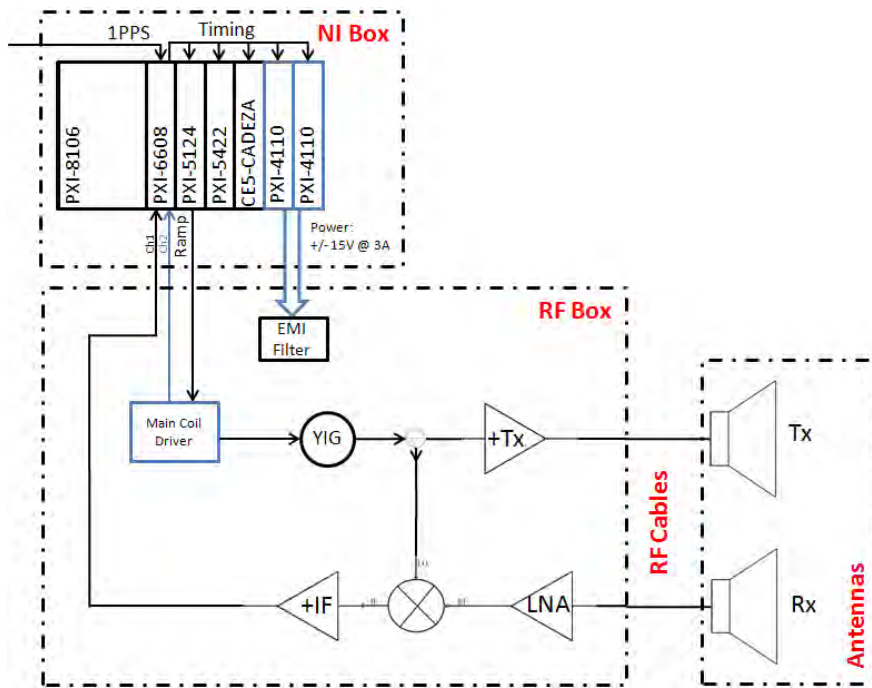 1PPS
Timing
NI Box
PXI-8106
PXI-6608
PXI-5124
PXI-5422
CE5-CADEZA
PXI-4110
PXI-4110
Ch1
Ch2
Ramp
Power:
+/-15V @ 3A
RF Box
EMI
Filter
Main Coil
Driver
YIG
+Tx
Tx
RF Cables
+IF
LNA
Rx
Antennas